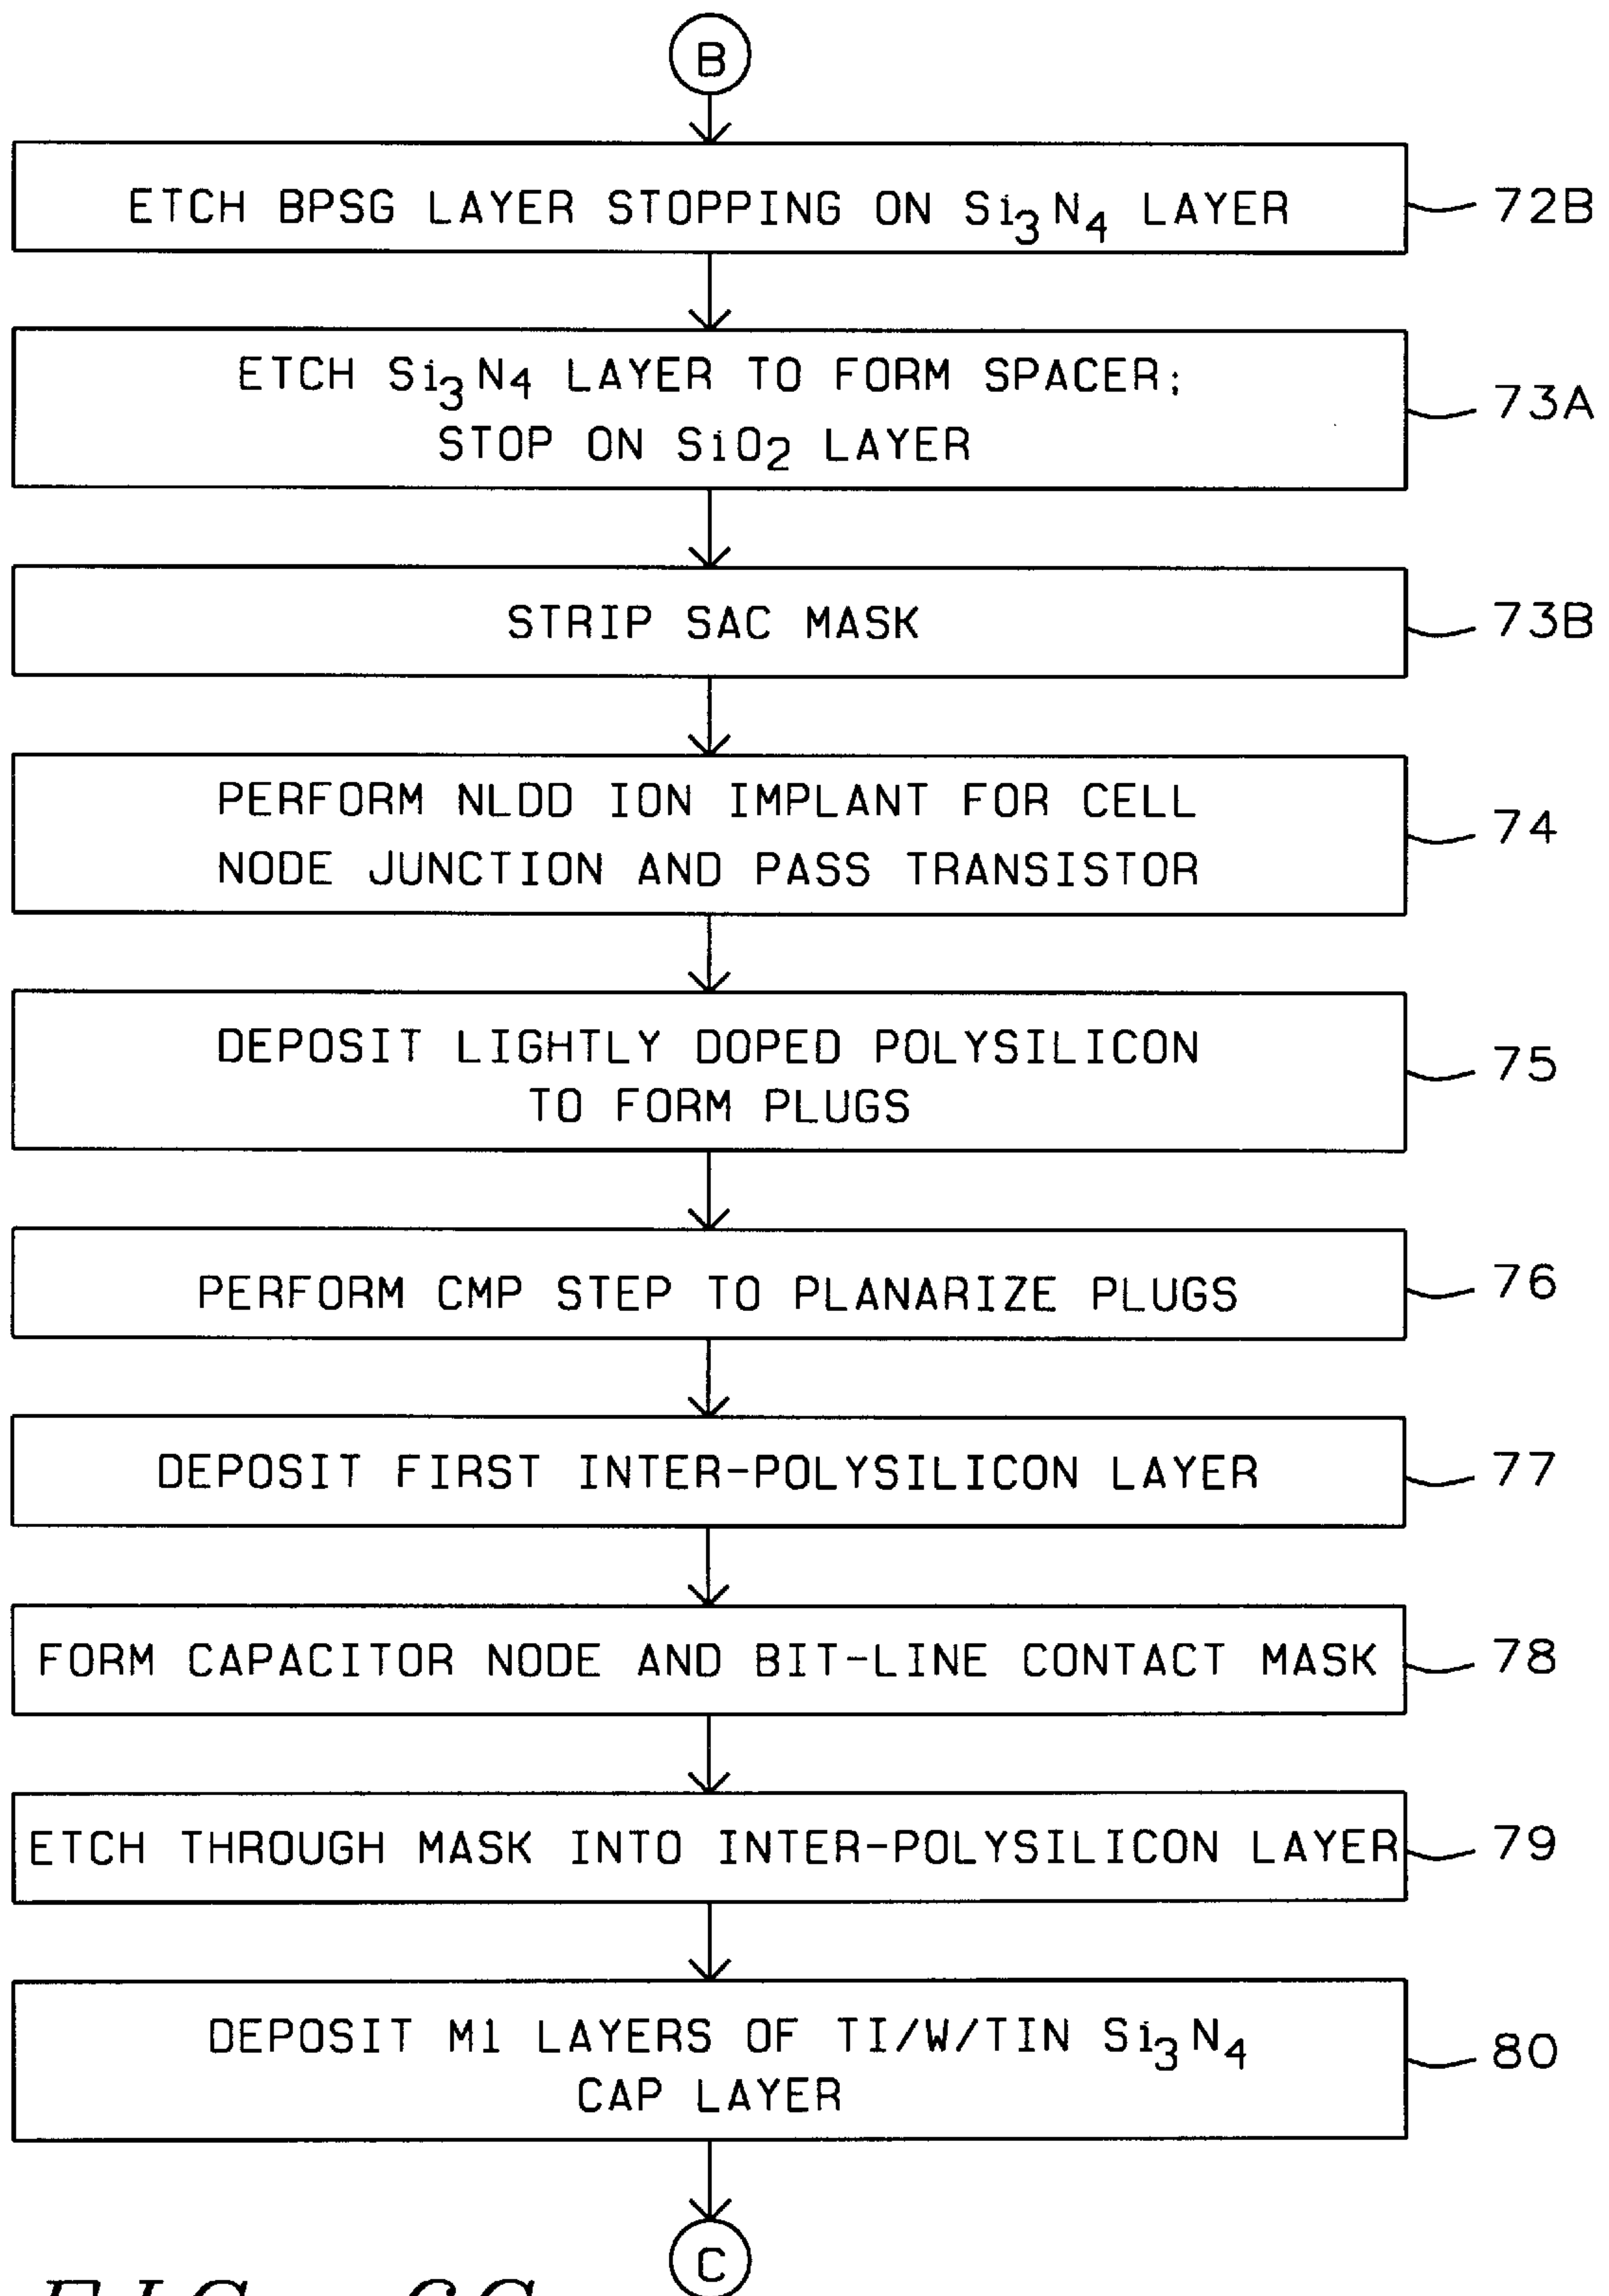 B
ETCH BPSG LAYER STOPPING ON Si₃N₄ LAYER
72B
ETCH Si₃N₄ LAYER TO FORM SPACER;
STOP ON SiO₂ LAYER
73A
STRIP SAC MASK
73B
PERFORM NLDD ION IMPLANT FOR CELL
NODE JUNCTION AND PASS TRANSISTOR
74
DEPOSIT LIGHTLY DOPED POLYSILICON
TO FORM PLUGS
75
PERFORM CMP STEP TO PLANARIZE PLUGS
76
DEPOSIT FIRST INTER-POLYSILICON LAYER
77
FORM CAPACITOR NODE AND BIT-LINE CONTACT MASK
78
ETCH THROUGH MASK INTO INTER-POLYSILICON LAYER
79
DEPOSIT M1 LAYERS OF TI/W/TIN Si₃N₄
CAP LAYER
80
C